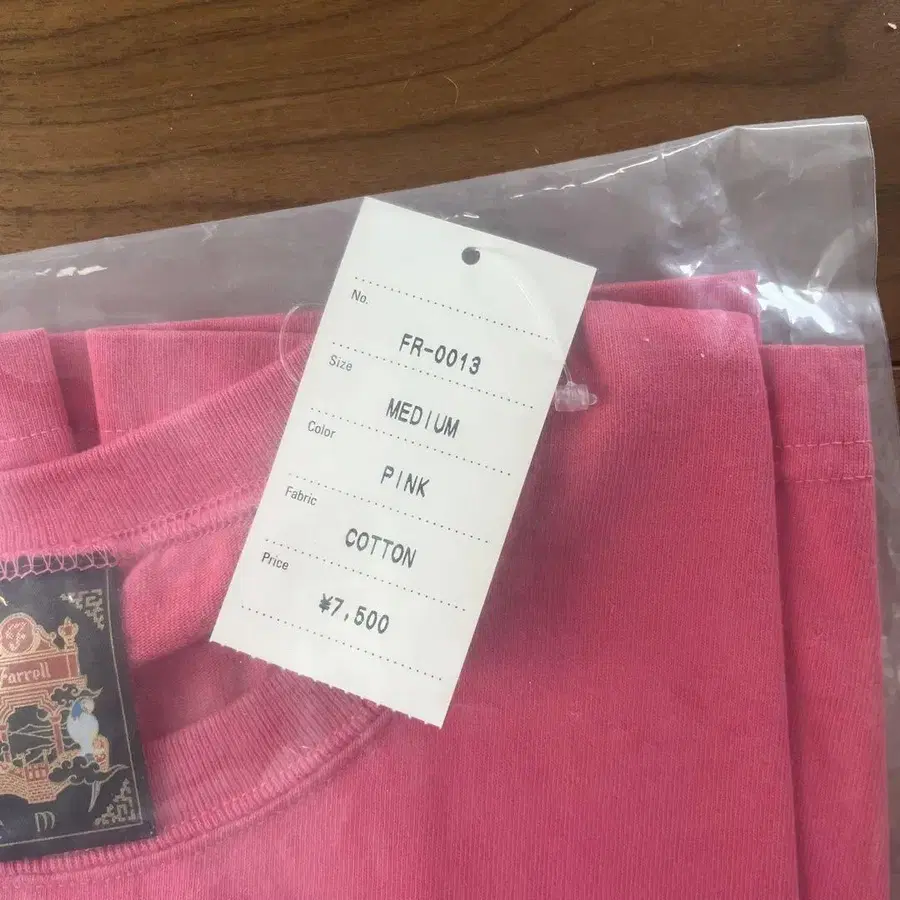 No.
FR-0013
Size
MEDIUM
Color
PINK
Fabric
COTTON
Price
¥7,500
F
Farrell
m